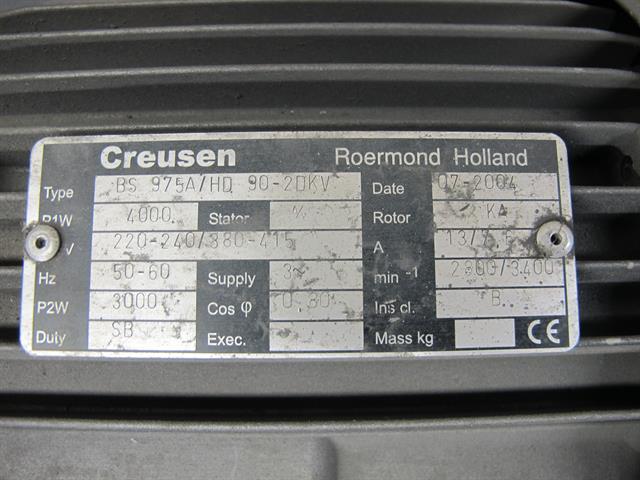 Creusen Roermond Holland
Type BS 975A/HD 90-2DKV Date 07-2004
P1W 4000 Stator Rotor KA
V 220-240/380-415 A
Hz 50-60 Supply 3 min -1 2800/3400
P2W 3000 Cos φ 0,80 Ins cl. B
Duty SB Exec. Mass kg CE